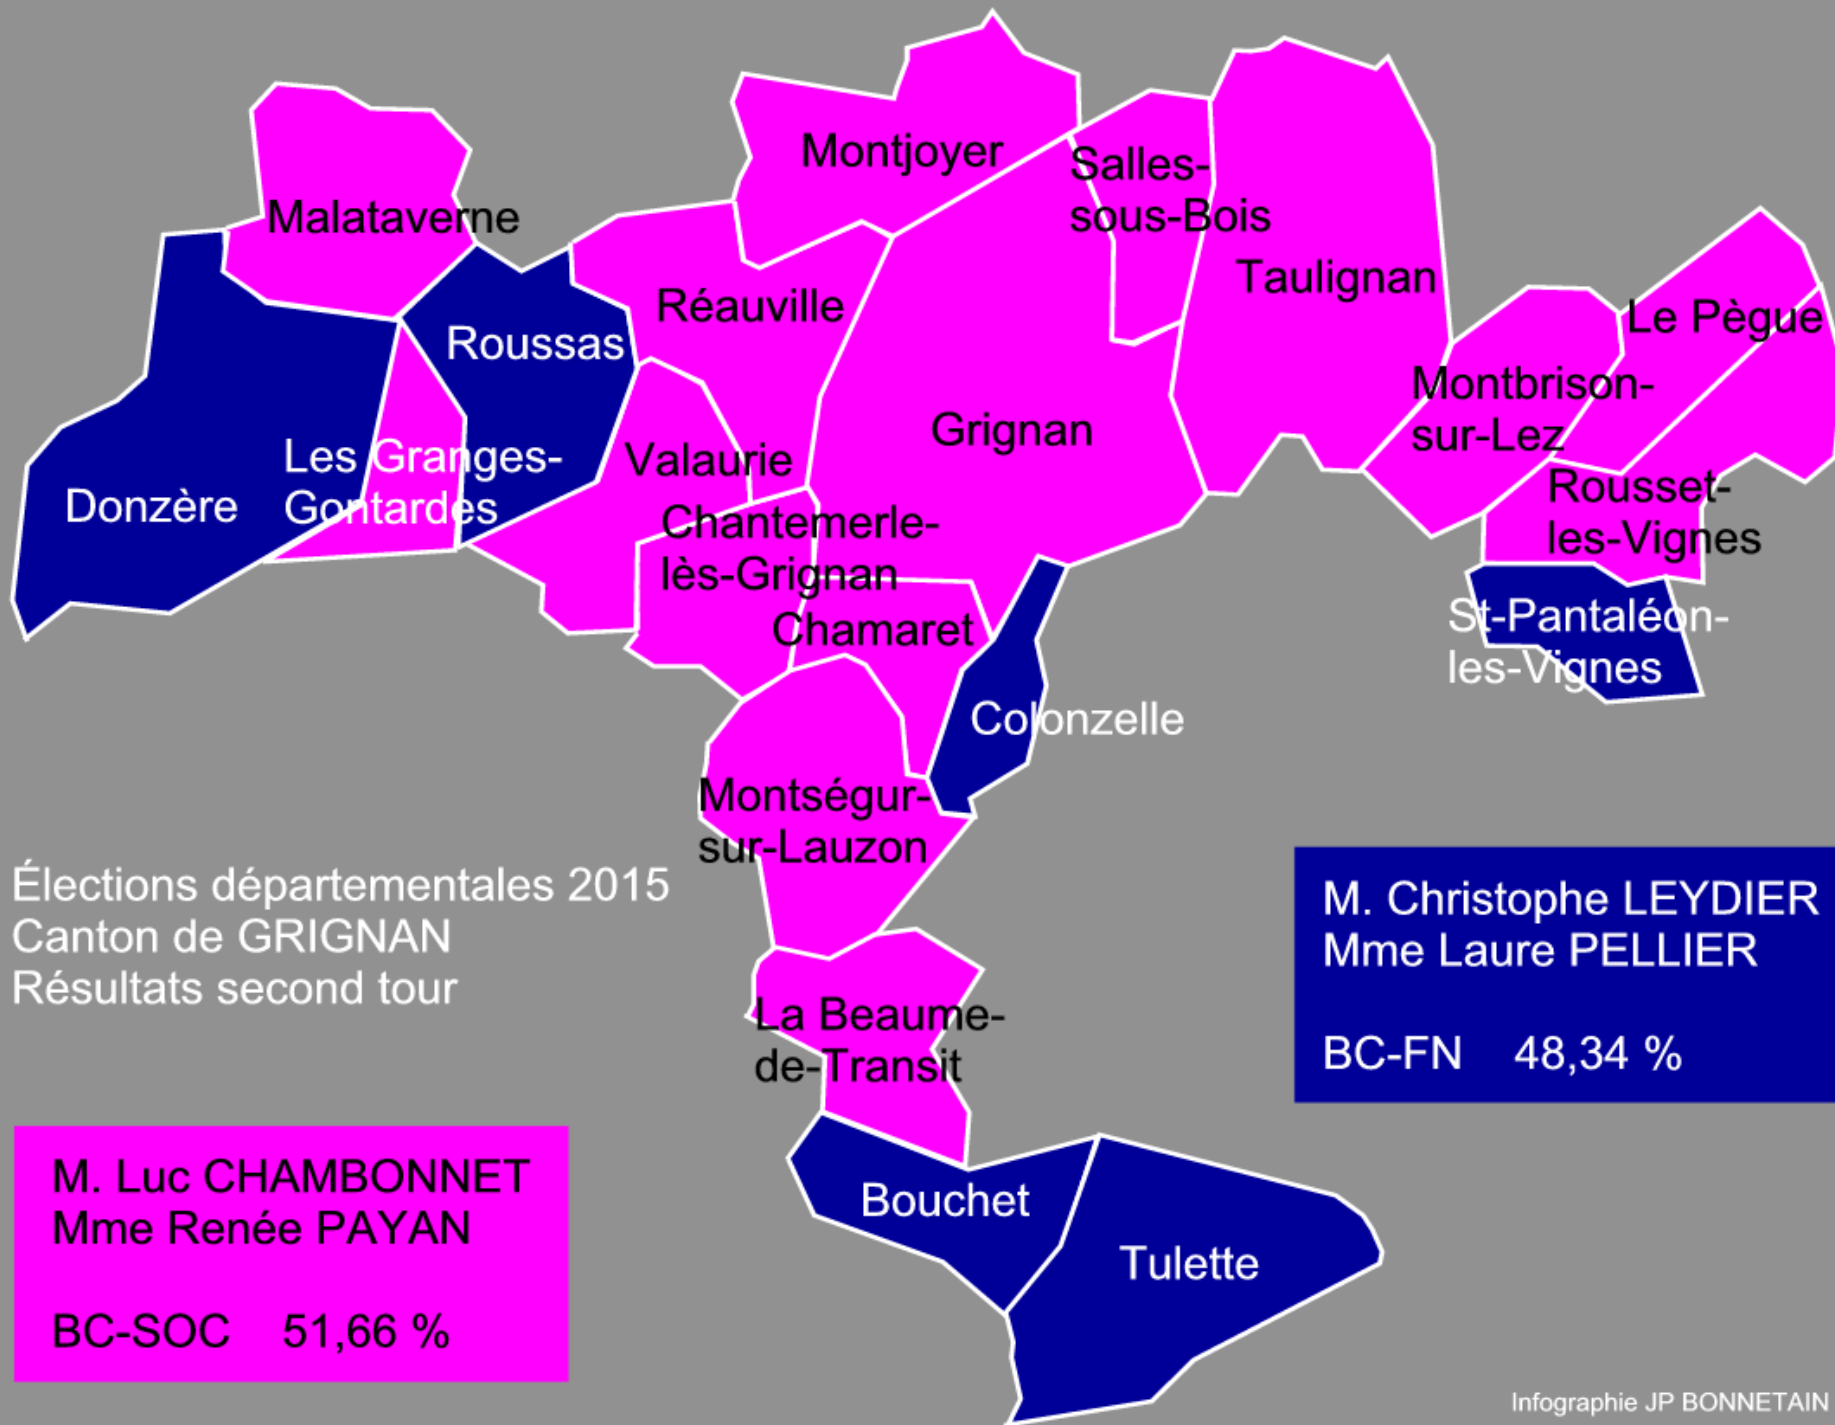 Montjoyer
Salles-
sous-Bois
Malataverne
Taulignan
Réauville
Le Pègue
Roussas
Montbrison-
sur-Lez
Grignan
Les Granges-
Gontardes
Valaurie
Donzère
Rousset-
les-Vignes
Chantemerle-
lès-Grignan
St-Pantaléon-
les-Vignes
Chamaret
Colonzelle
Montségur-
sur-Lauzon
Élections départementales 2015
Canton de GRIGNAN
Résultats second tour
M. Christophe LEYDIER
Mme Laure PELLIER
BC-FN 48,34 %
La Beaume-
de-Transit
M. Luc CHAMBONNET
Mme Renée PAYAN
BC-SOC 51,66 %
Bouchet
Tulette
Infographie JP BONNETAIN